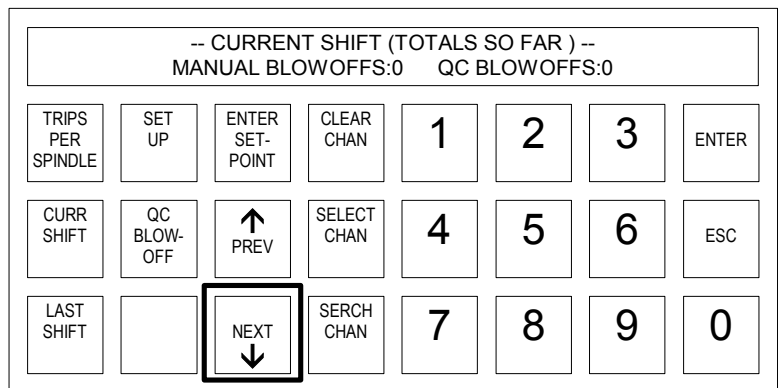 -- CURRENT SHIFT (TOTALS SO FAR ) --
MANUAL BLOWOFFS:0 QC BLOWOFFS:0
TRIPS
PER
SPINDLE
SET
UP
ENTER
SET-
POINT
CLEAR
CHAN
1
2
3
ENTER
CURR
SHIFT
QC
BLOW-
OFF
PREV
SELECT
CHAN
4
5
6
ESC
LAST
SHIFT
NEXT
SERCH
CHAN
7
8
9
0